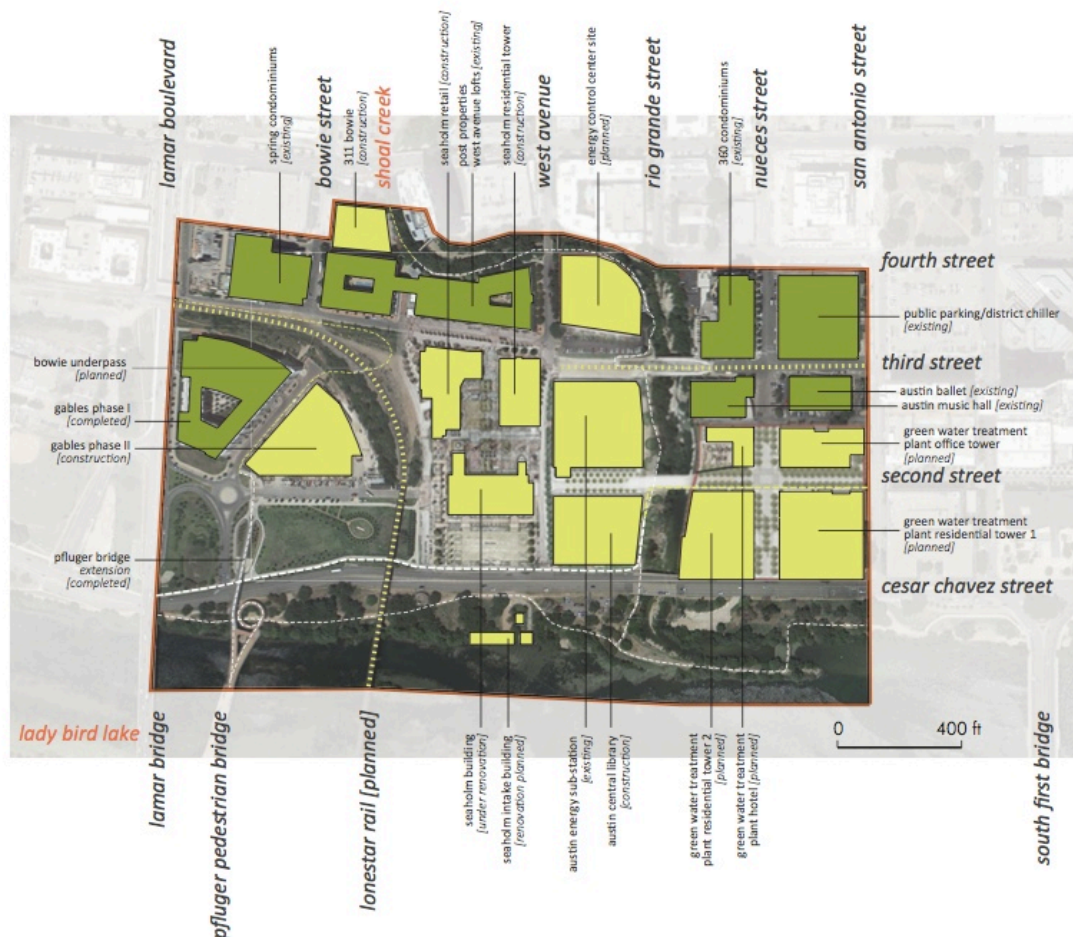 lamar boulevard
spring condominiums
[existing]
bowie street
311 bowie
[construction]
shoal creek
seaholm retail [construction]
post properties
west avenue lofts [existing]
seaholm residential tower
[construction]
west avenue
energy control center site
[planned]
rio grande street
360 condominiums
[existing]
nueces street
san antonio street
fourth street
public parking/district chiller
[existing]
third street
austin ballet [existing]
austin music hall [existing]
green water treatment
plant office tower
[planned]
second street
green water treatment
plant residential tower 1
[planned]
cesar chavez street
bowie underpass
[planned]
gables phase I
[completed]
gables phase II
[construction]
pfluger bridge
extension
[completed]
lady bird lake
lamar bridge
pfluger pedestrian bridge
lonestar rail [planned]
seaholm building
[under renovation]
seaholm intake building
[renovation planned]
austin energy sub-station
[existing]
austin central library
[construction]
green water treatment
plant residential tower 2
[planned]
green water treatment
plant hotel [planned]
0 400 ft
south first bridge